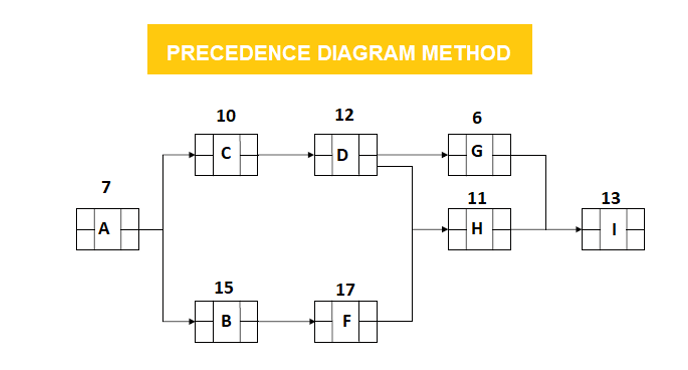 PRECEDENCE DIAGRAM METHOD
10
12
6
C
D
G
7
11
13
A
H
I
15
17
B
F